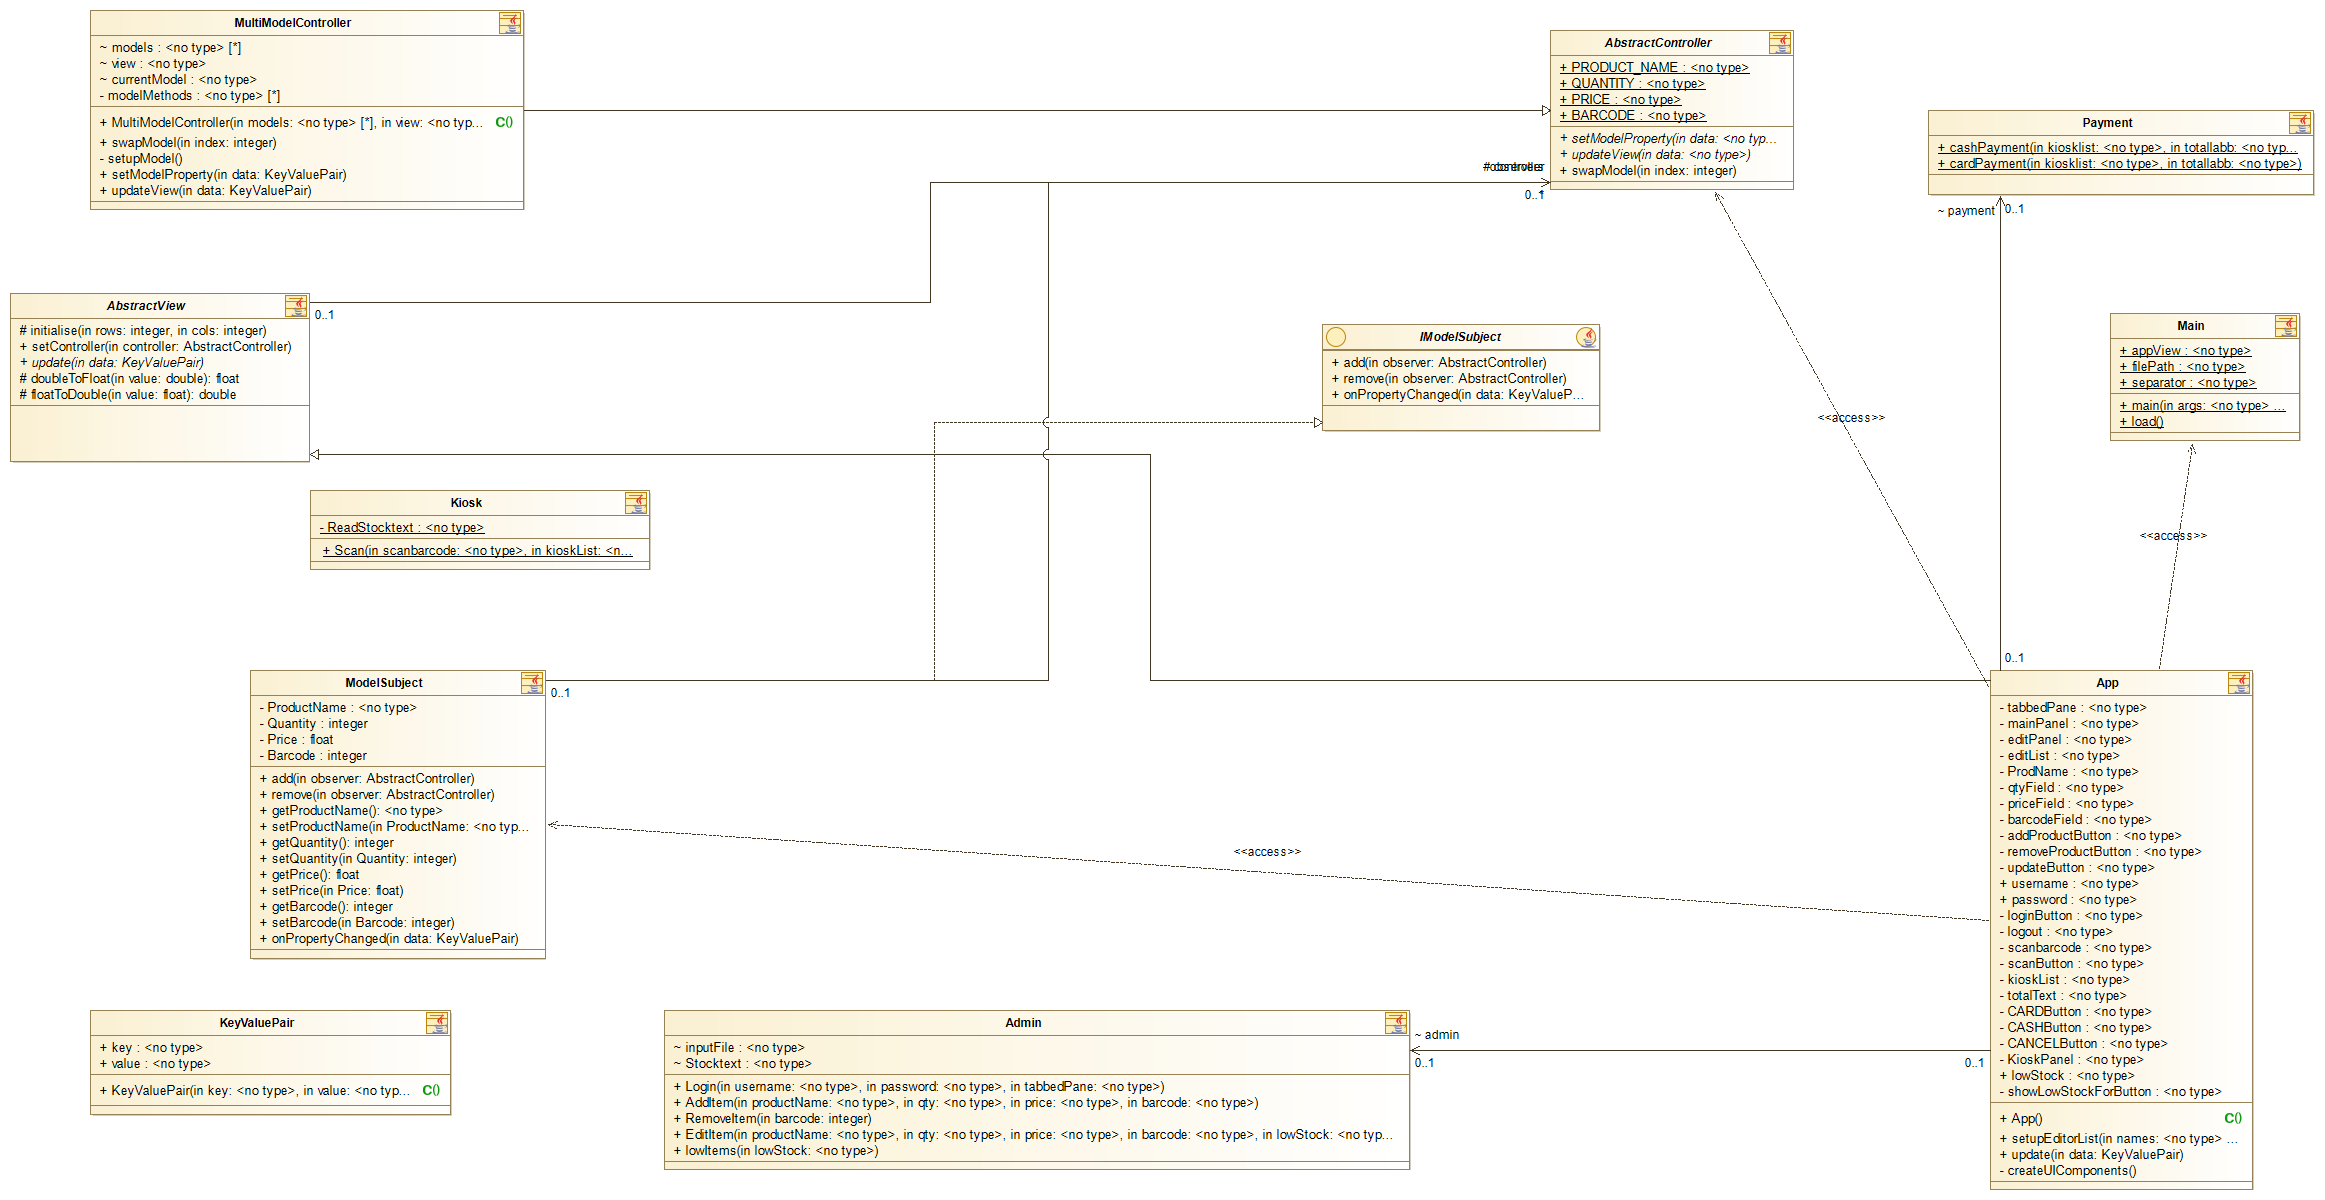 MultiModelController
~ models : <no type> [*]
~ view : <no type>
~ currentModel : <no type>
- modelMethods : <no type> [*]
+ MultiModelController(in models: <no type> [*], in view: <no typ... C()
+ swapModel(in index: integer)
- setupModel()
+ setModelProperty(in data: KeyValuePair)
+ updateView(in data: KeyValuePair)
AbstractController
+ PRODUCT_NAME : <no type>
+ QUANTITY : <no type>
+ PRICE : <no type>
+ BARCODE : <no type>
+ setModelProperty(in data: <no typ...
+ updateView(in data: <no type>)
+ swapModel(in index: integer)
0..1
Payment
+ cashPayment(in kiosklist: <no type>, in totallabb: <no typ...
+ cardPayment(in kiosklist: <no type>, in totallabb: <no type>)
~ payment
0..1
AbstractView
# initialise(in rows: integer, in cols: integer)
+ setController(in controller: AbstractController)
+ update(in data: KeyValuePair)
# doubleToFloat(in value: double): float
# floatToDouble(in value: float): double
0..1
IModelSubject
+ add(in observer: AbstractController)
+ remove(in observer: AbstractController)
+ onPropertyChanged(in data: KeyValueP...
Main
+ appView : <no type>
+ filePath : <no type>
+ separator : <no type>
+ main(in args: <no type> ...
+ load()
<<access>>
<<access>>
Kiosk
- ReadStocktext : <no type>
+ Scan(in scanbarcode: <no type>, in kioskList: <n...
0..1
ModelSubject
- ProductName : <no type>
- Quantity : integer
- Price : float
- Barcode : integer
+ add(in observer: AbstractController)
+ remove(in observer: AbstractController)
+ getProductName(): <no type>
+ setProductName(in ProductName: <no typ...
+ getQuantity(): integer
+ setQuantity(in Quantity: integer)
+ getPrice(): float
+ setPrice(in Price: float)
+ getBarcode(): integer
+ setBarcode(in Barcode: integer)
+ onPropertyChanged(in data: KeyValuePair)
0..1
<<access>>
App
- tabbedPane : <no type>
- mainPanel : <no type>
- editPanel : <no type>
- editList : <no type>
- ProdName : <no type>
- qtyField : <no type>
- priceField : <no type>
- barcodeField : <no type>
- addProductButton : <no type>
- removeProductButton : <no type>
- updateButton : <no type>
+ username : <no type>
+ password : <no type>
- loginButton : <no type>
- logout : <no type>
- scanbarcode : <no type>
- scanButton : <no type>
- kioskList : <no type>
- totalText : <no type>
- CARDButton : <no type>
- CASHButton : <no type>
- CANCELButton : <no type>
- KioskPanel : <no type>
+ lowStock : <no type>
- showLowStockForButton : <no type>
+ App() C()
+ setupEditorList(in names: <no type> ...
+ update(in data: KeyValuePair)
- createUIComponents()
KeyValuePair
+ key : <no type>
+ value : <no type>
+ KeyValuePair(in key: <no type>, in value: <no typ... C()
Admin
~ inputFile : <no type>
~ Stocktext : <no type>
+ Login(in username: <no type>, in password: <no type>, in tabbedPane: <no type>)
+ AddItem(in productName: <no type>, in qty: <no type>, in price: <no type>, in barcode: <no type>)
+ RemoveItem(in barcode: integer)
+ EditItem(in productName: <no type>, in qty: <no type>, in price: <no type>, in barcode: <no type>, in lowStock: <no typ...
+ lowItems(in lowStock: <no type>)
~ admin
0..1
0..1